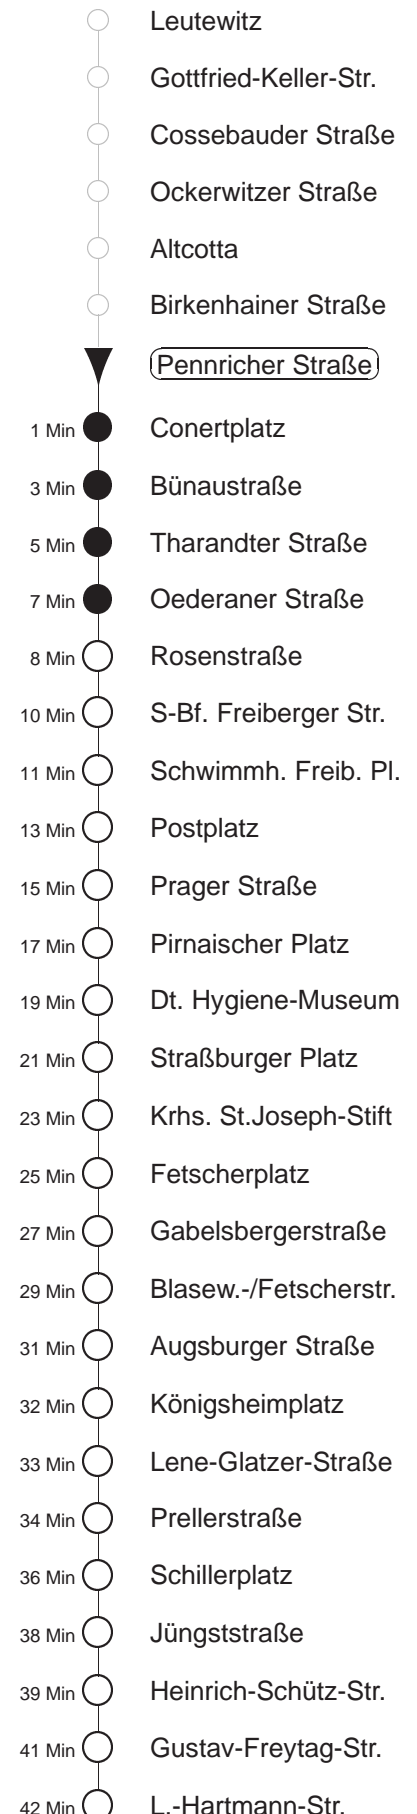 Leutewitz
Gottfried-Keller-Str.
Cossebauder Straße
Ockerwitzer Straße
Altcotta
Birkenhainer Straße
Pennricher Straße
1 Min Conertplatz
3 Min Bünaustraße
5 Min Tharandter Straße
7 Min Oederaner Straße
8 Min Rosenstraße
10 Min S-Bf. Freiberger Str.
11 Min Schwimmh. Freib. Pl.
13 Min Postplatz
15 Min Prager Straße
17 Min Pirnaischer Platz
19 Min Dt. Hygiene-Museum
21 Min Straßburger Platz
23 Min Krhs. St.Joseph-Stift
25 Min Fetscherplatz
27 Min Gabelsbergerstraße
29 Min Blasew.-/Fetscherstr.
31 Min Augsburger Straße
32 Min Königsheimplatz
33 Min Lene-Glatzer-Straße
34 Min Prellerstraße
36 Min Schillerplatz
38 Min Jüngststraße
39 Min Heinrich-Schütz-Str.
41 Min Gustav-Freytag-Str.
42 Min L.-Hartmann-Str.